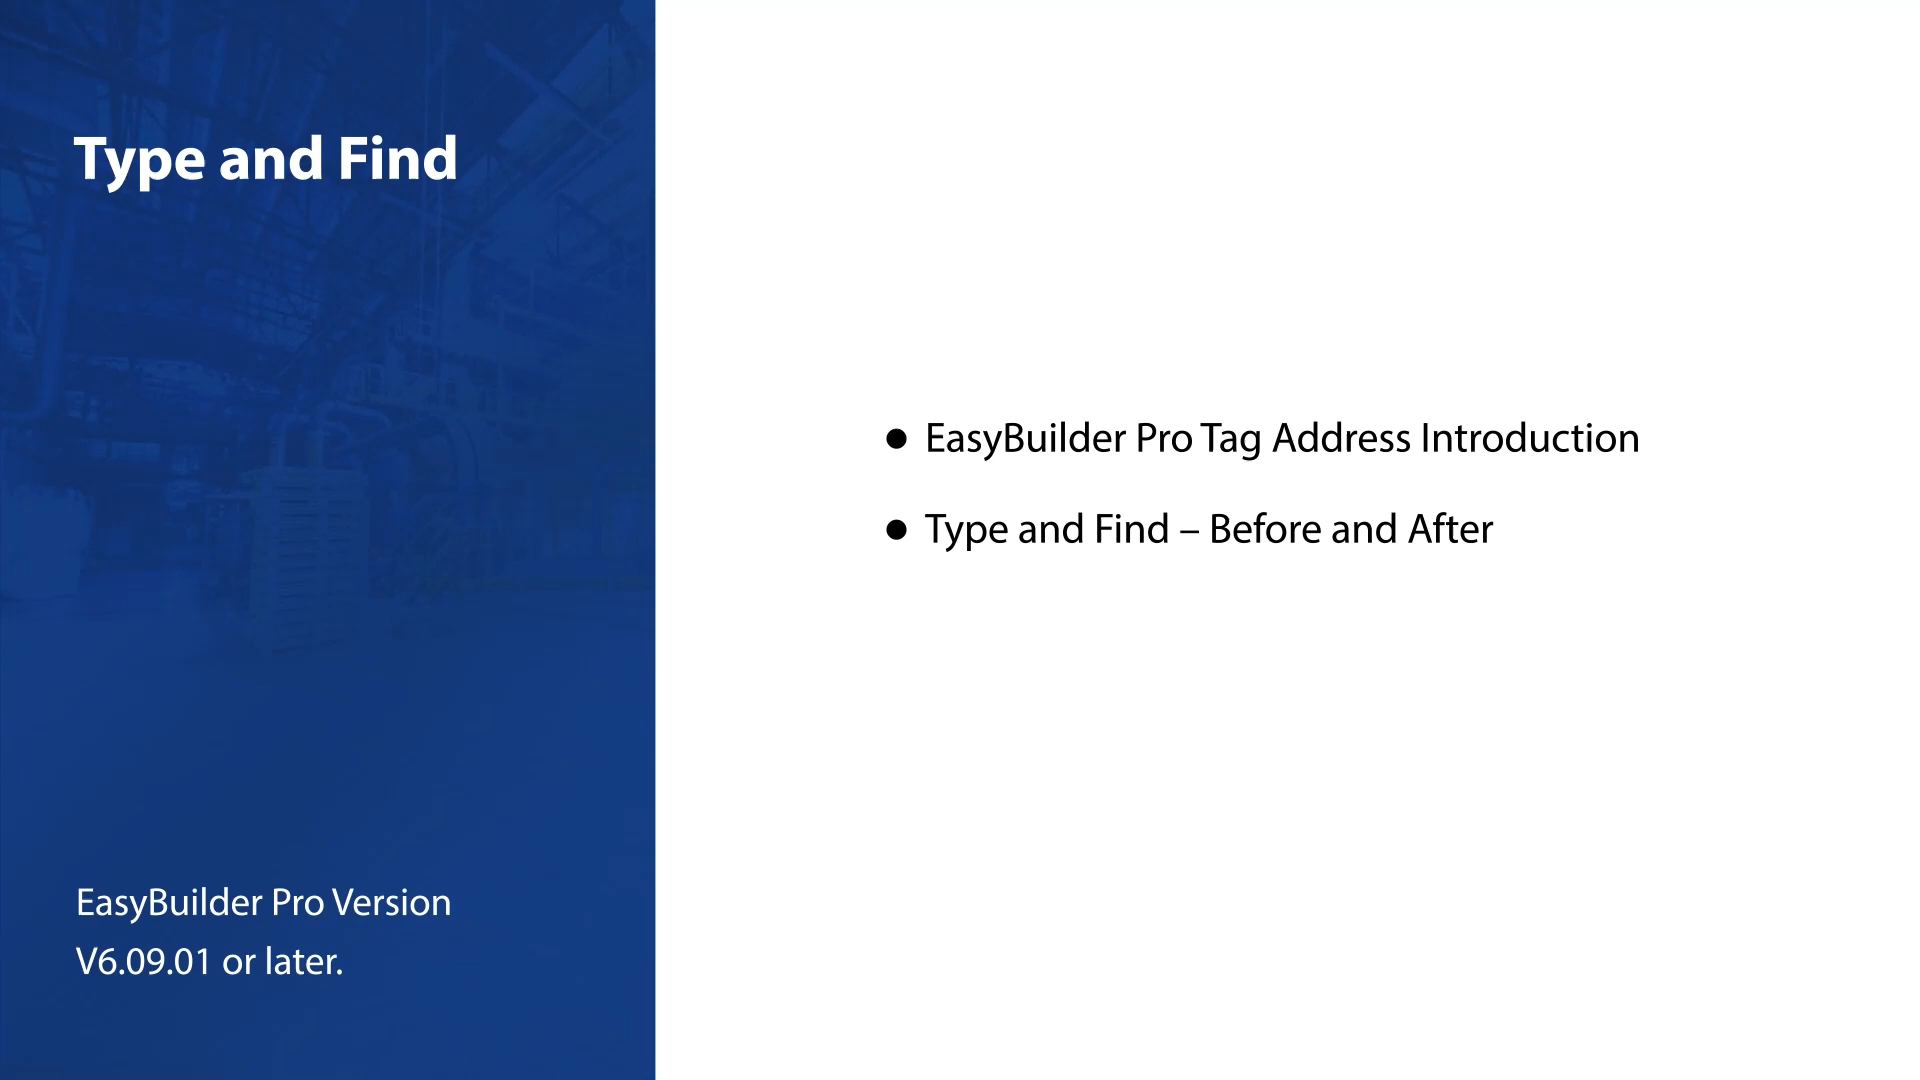 Type and Find
EasyBuilder Pro Version
V6.09.01 or later.
● EasyBuilder Pro Tag Address Introduction
● Type and Find – Before and After